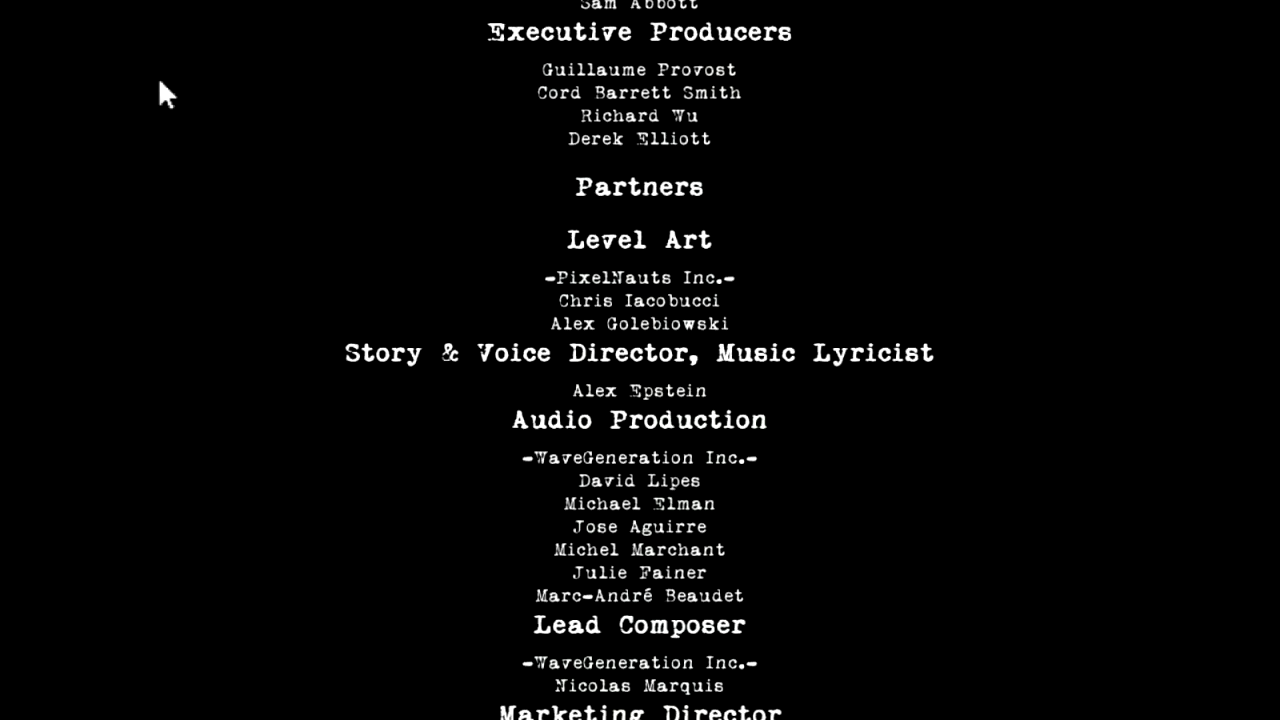 Sam Abbott
Executive Producers
Guillaume Provost
Cord Barrett Smith
Richard Wu
Derek Elliott
Partners
Level Art
-PixelNauts Inc.-
Chris Iacobucci
Alex Golebiowski
Story & Voice Director, Music Lyricist
Alex Epstein
Audio Production
-WaveGeneration Inc.-
David Lipes
Michael Elman
Jose Aguirre
Michel Marchant
Julie Fainer
Marc-André Beaudet
Lead Composer
-WaveGeneration Inc.-
Nicolas Marquis
Marketing Director